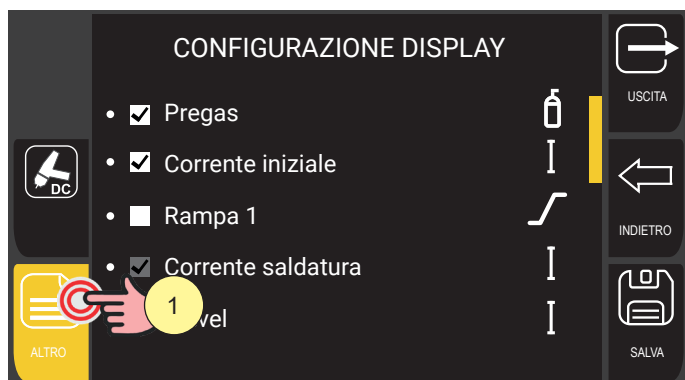 CONFIGURAZIONE DISPLAY
Pregas
Corrente iniziale
Rampa 1
Corrente saldatura
vel
DC
ALTRO
1
USCITA
INDIETRO
SALVA